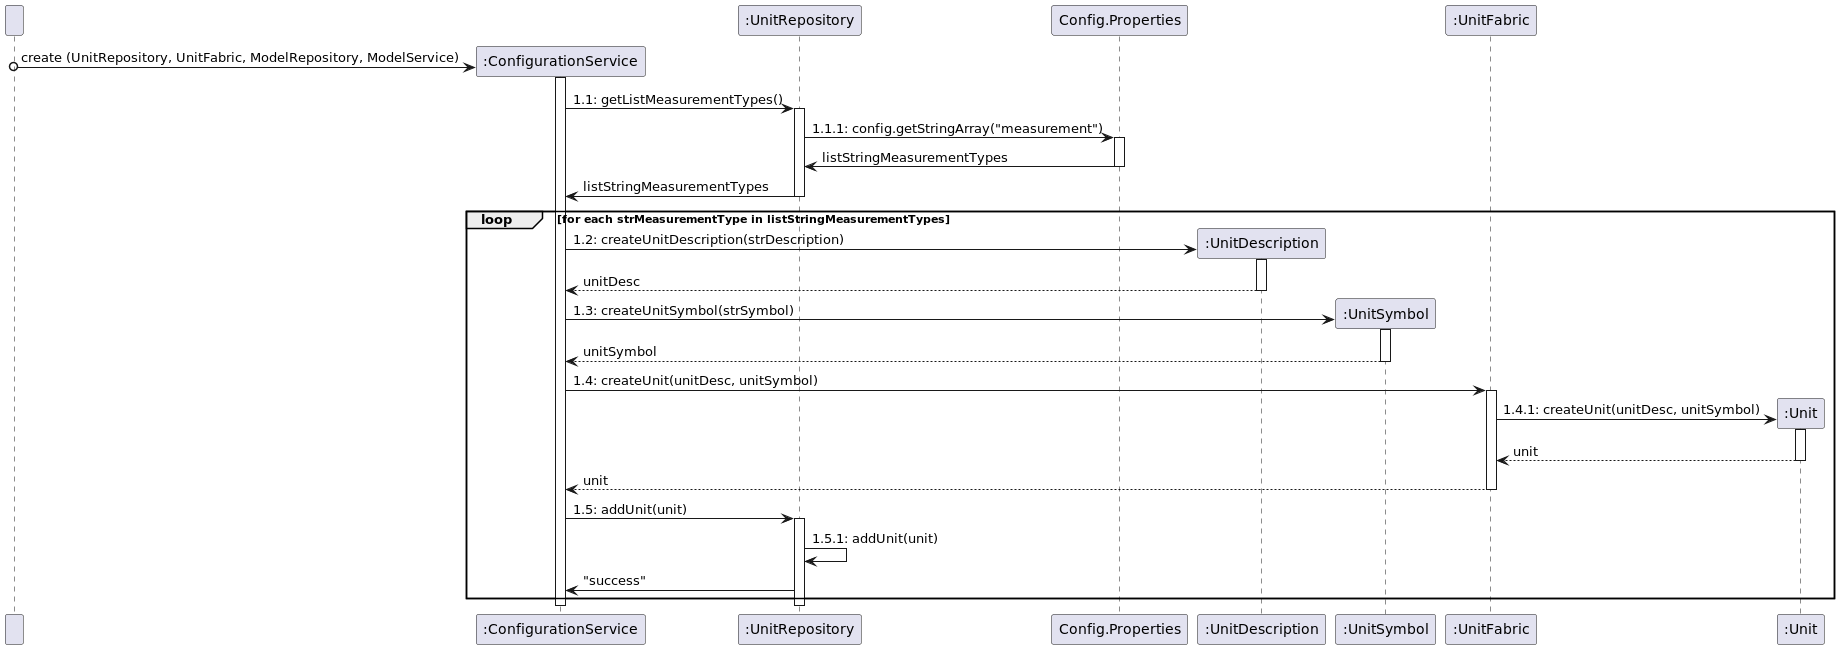 :UnitRepository
Config.Properties
:UnitFabric
create (UnitRepository, UnitFabric, ModelRepository, ModelService)
:ConfigurationService
1.1: getListMeasurementTypes()
1.1.1: config.getStringArray("measurement")
listStringMeasurementTypes
listStringMeasurementTypes
loop
[for each strMeasurementType in listStringMeasurementTypes]
1.2: createUnitDescription(strDescription)
:UnitDescription
unitDesc
1.3: createUnitSymbol(strSymbol)
:UnitSymbol
unitSymbol
1.4: createUnit(unitDesc, unitSymbol)
1.4.1: createUnit(unitDesc, unitSymbol)
:Unit
unit
unit
1.5: addUnit(unit)
1.5.1: addUnit(unit)
"success"
:ConfigurationService
:UnitRepository
Config.Properties
:UnitDescription
:UnitSymbol
:UnitFabric
:Unit